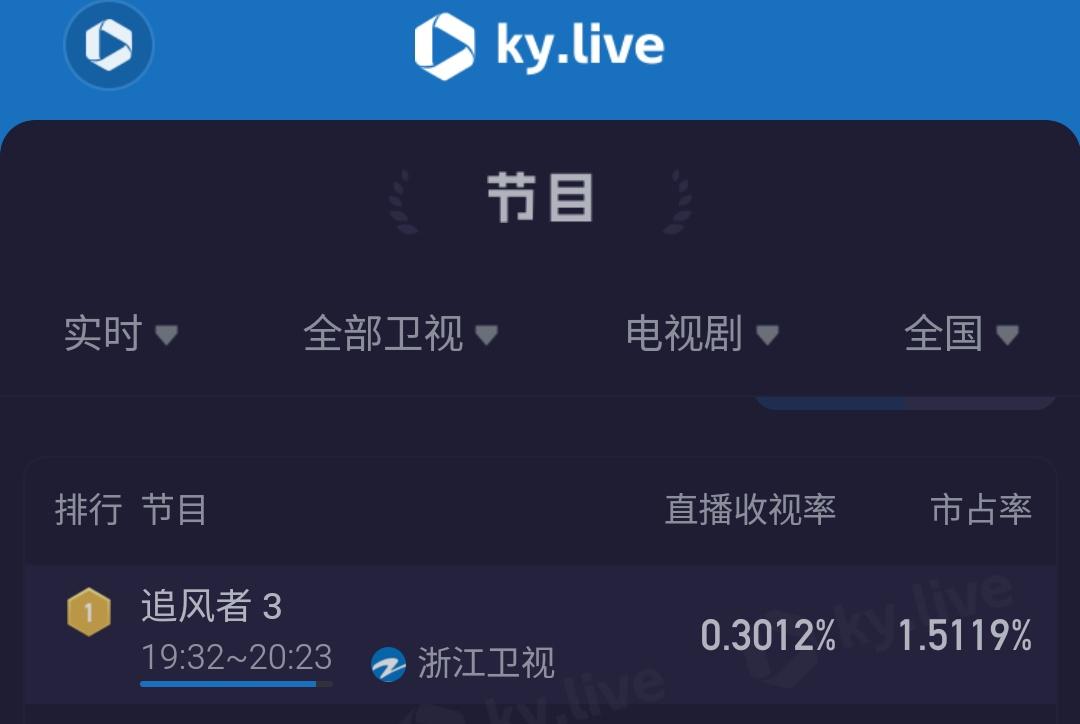 ky.live
节目
实时 全部卫视 电视剧 全国
排行 节目 直播收视率 市占率
1 追风者 3 0.3012% 1.5119%
19:32~20:23 浙江卫视
ky.live
ky.live